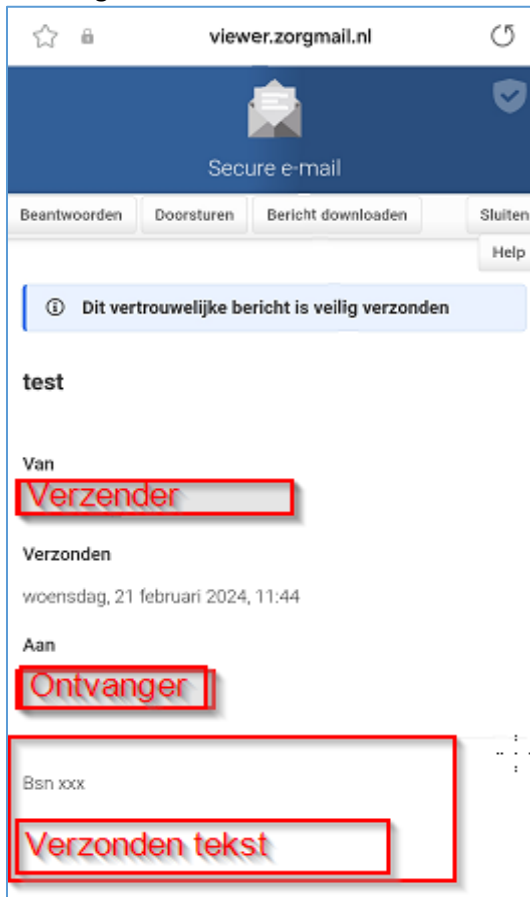 viewer.zorgmail.nl
Secure e-mail
Beantwoorden Doorsturen Bericht downloaden Sluiten
Help
Dit vertrouwelijke bericht is veilig verzonden
test
Van
Verzender
Verzonden
woensdag, 21 februari 2024, 11:44
Aan
Ontvanger
Bsn xxx
Verzonden tekst